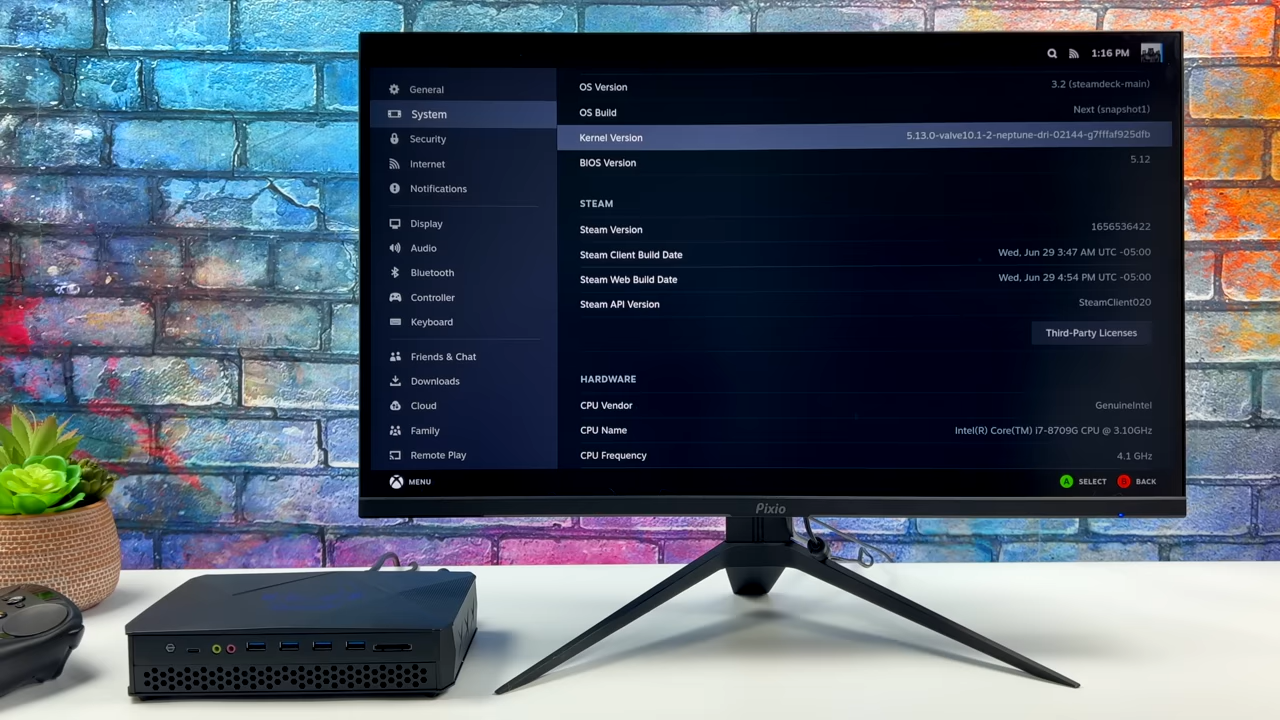 1:16 PM
General
System
Security
Internet
Notifications
Display
Audio
Bluetooth
Controller
Keyboard
Friends & Chat
Downloads
Cloud
Family
Remote Play
OS Version 3.2 (steamdeck-main)
OS Build Next (snapshot1)
Kernel Version 5.13.0-valve10.1-2-neptune-dri-02144-g7fffaf925dfb
BIOS Version 5.12
STEAM
Steam Version 1656536422
Steam Client Build Date Wed, Jun 29 3:47 AM UTC -05:00
Steam Web Build Date Wed, Jun 29 4:54 PM UTC -05:00
Steam API Version SteamClient020
Third-Party Licenses
HARDWARE
CPU Vendor GenuineIntel
CPU Name Intel(R) Core(TM) i7-8709G CPU @ 3.10GHz
CPU Frequency 4.1 GHz
MENU
A SELECT B BACK
Pixio